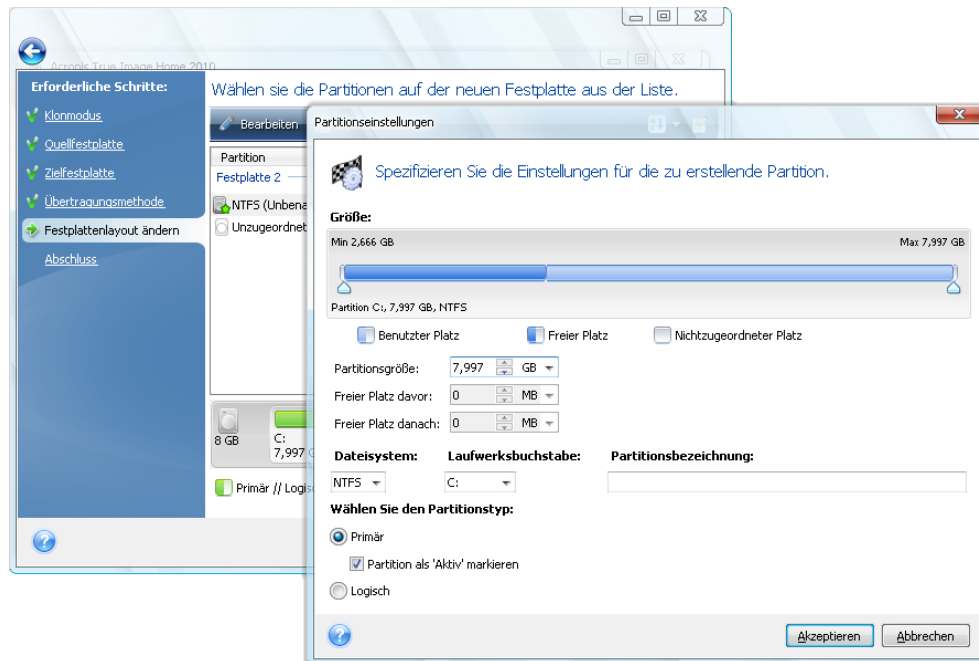 Acronis True Image Home 2010
Erforderliche Schritte:
Klonmodus
Quellfestplatte
Zielfestplatte
Übertragungsmethode
Festplattenlayout ändern
Abschluss
Wählen sie die Partitionen auf der neuen Festplatte aus der Liste.
Bearbeiten
Partition
Festplatte 2
NTFS (Unbena
Unzugeordnet
8 GB
C:
7,997
Primär // Logis
Partitionseinstellungen
Spezifizieren Sie die Einstellungen für die zu erstellende Partition.
Größe:
Min 2,666 GB Max 7,997 GB
Partition C:, 7,997 GB, NTFS
Benutzter Platz Freier Platz Nichtzugeordneter Platz
Partitionsgröße: 7,997 GB
Freier Platz davor: 0 MB
Freier Platz danach: 0 MB
Dateisystem: Laufwerksbuchstabe: Partitionsbezeichnung:
NTFS C:
Wählen Sie den Partitionstyp:
Primär
Partition als 'Aktiv' markieren
Logisch
Akzeptieren Abbrechen